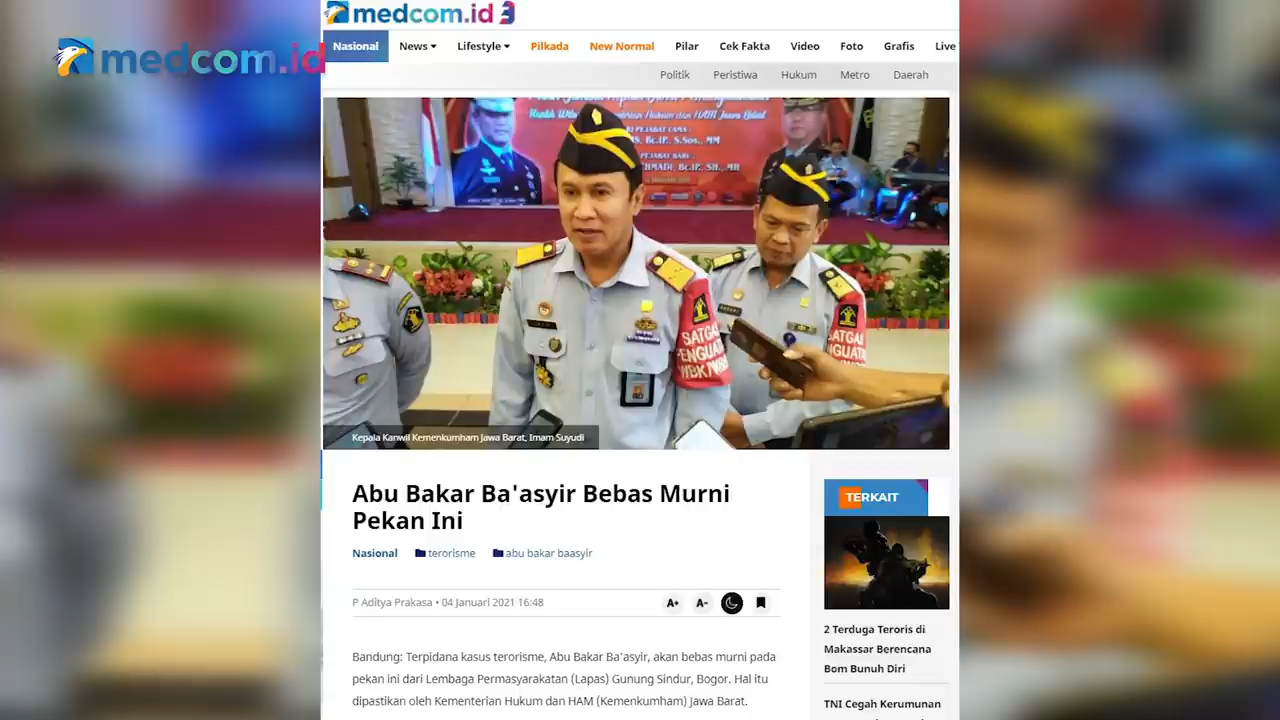 medcom.id
medcom.id
Nasional News Lifestyle Pilkada New Normal Pilar Cek Fakta Video Foto Grafis Live
Politik Peristiwa Hukum Metro Daerah
SATGAS
SATGAS
Kepala Kanwil Kemenkumham Jawa Barat, Imam Suyudi
Abu Bakar Ba'asyir Bebas Murni
Pekan Ini
Nasional terorisme abu bakar baasyir
P Aditya Prakasa • 04 Januari 2021 16:48
A+ A-
Bandung: Terpidana kasus terorisme, Abu Bakar Ba'asyir, akan bebas murni pada
pekan ini dari Lembaga Permasyarakatan (Lapas) Gunung Sindur, Bogor. Hal itu
dipastikan oleh Kementerian Hukum dan HAM (Kemenkumham) Jawa Barat.
TERKAIT
2 Terduga Teroris di
Makassar Berencana
Bom Bunuh Diri
TNI Cegah Kerumunan